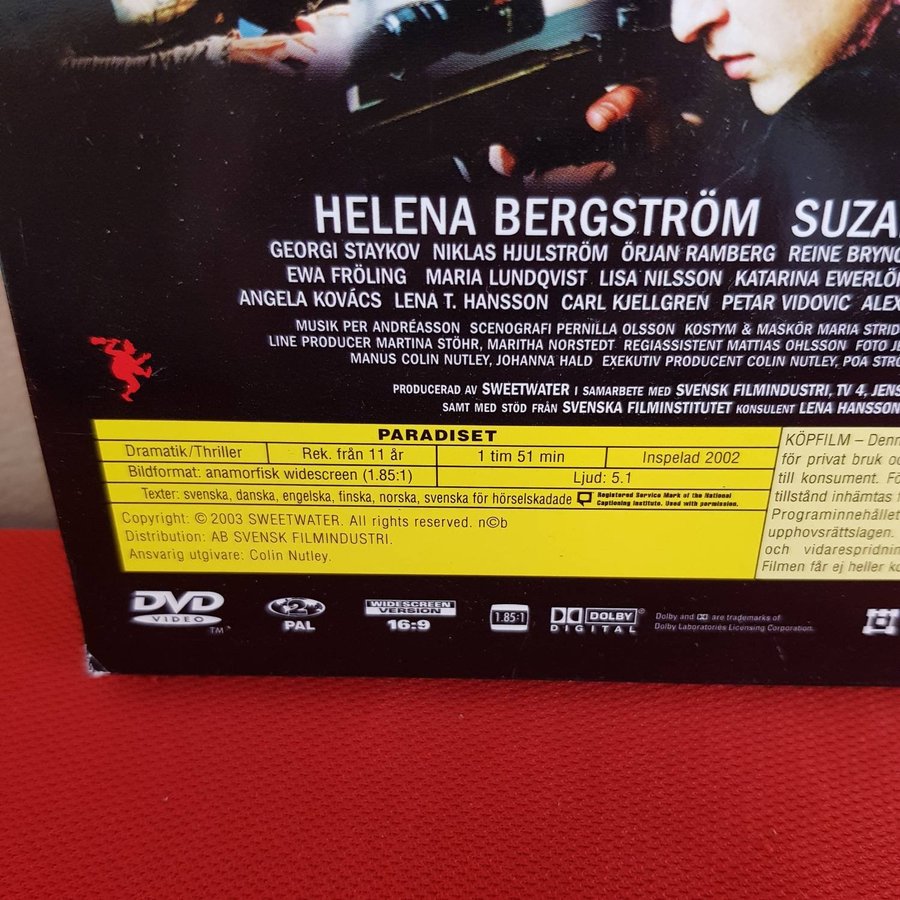 HELENA BERGSTRÖM SUZA
GEORGI STAYKOV NIKLAS HJULSTRÖM ÖRJAN RAMBERG REINE BRYNO
EWA FRÖLING MARIA LUNDQVIST LISA NILSSON KATARINA EWERLÖ
ANGELA KOVÁCS LENA T. HANSSON CARL KJELLGREN PETAR VIDOVIC ALEX
MUSIK PER ANDRÉASSON SCENOGRAFI PERNILLA OLSSON KOSTYM & MASKÖR MARIA STRID
LINE PRODUCER MARTINA STÖHR, MARITHA NORSTEDT REGIASSISTENT MATTIAS OHLSSON FOTO JE
MANUS COLIN NUTLEY, JOHANNA HALD EXEKUTIV PRODUCENT COLIN NUTLEY, POA STRO
PRODUCERAD AV SWEETWATER I SAMARBETE MED SVENSK FILMINDUSTRI, TV 4, JENS
SAMT MED STÖD FRÅN SVENSKA FILMINSTITUTET KONSULENT LENA HANSSON
PARADISET
Dramatik/Thriller Rek. från 11 år 1 tim 51 min Inspelad 2002
Bildformat: anamorfisk widescreen (1.85:1) Ljud: 5.1
Texter: svenska, danska, engelska, finska, norska, svenska för hörselskadade Registered Service Mark of the National
Captioning Institute. Used with permission.
Copyright: © 2003 SWEETWATER. All rights reserved. n©b
Distribution: AB SVENSK FILMINDUSTRI.
Ansvarig utgivare: Colin Nutley.
KÖPFILM – Denn
för privat bruk oc
till konsument. Fö
tillstånd inhämtas f
Programinnehållet
upphovsrättslagen.
och vidarespridnin
Filmen får ej heller ko
DVD
VIDEO
TM
2
PAL
WIDESCREEN
VERSION
16:9
1.85:1
DOLBY
DIGITAL
Dolby and DD are trademarks of
Dolby Laboratories Licensing Corporation.